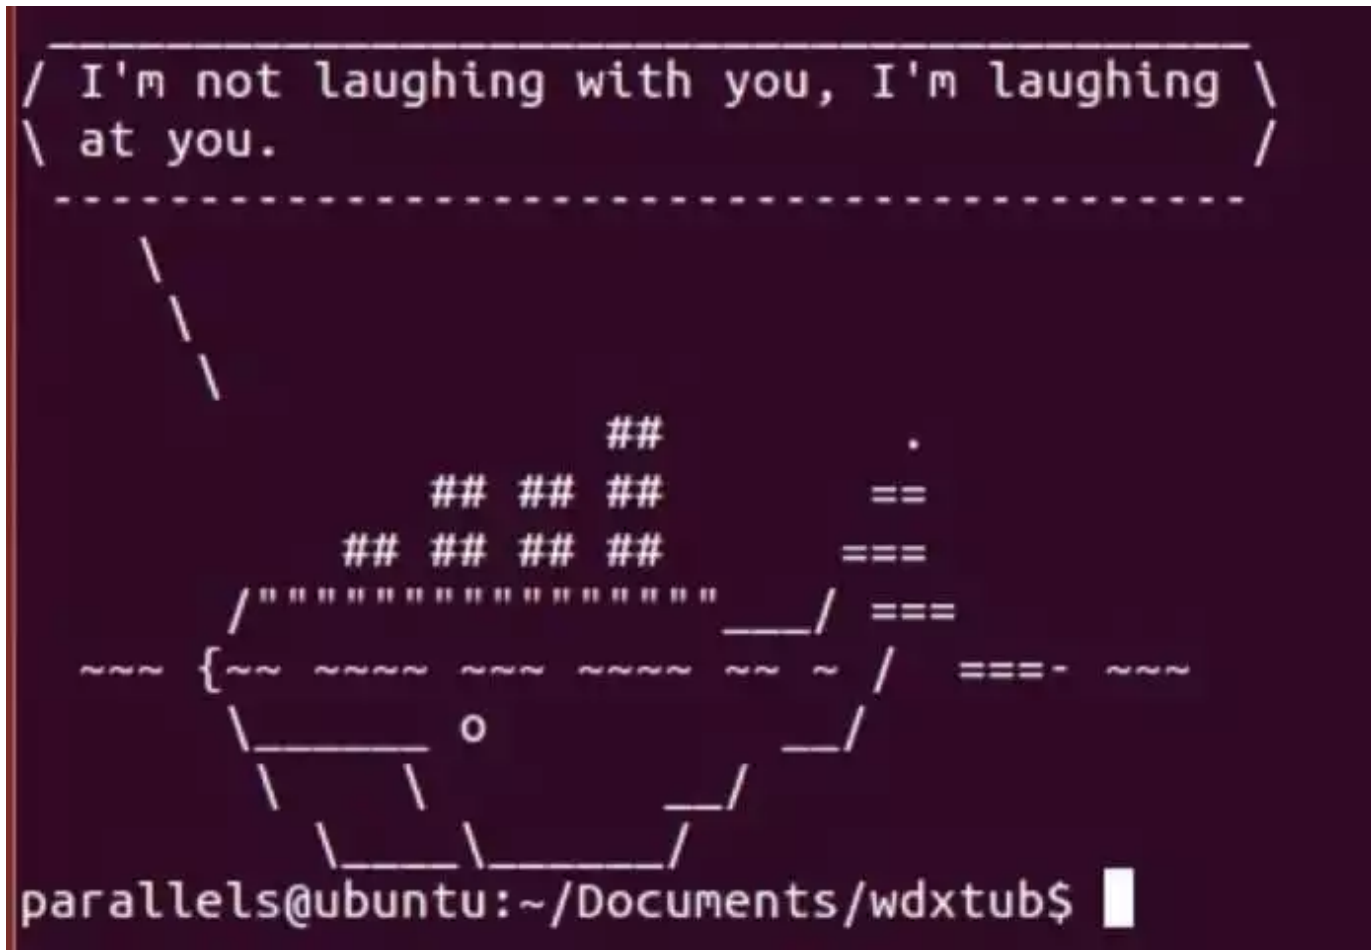 / I'm not laughing with you, I'm laughing \
\ at you. /
parallels@ubuntu:~/Documents/wdxtub$